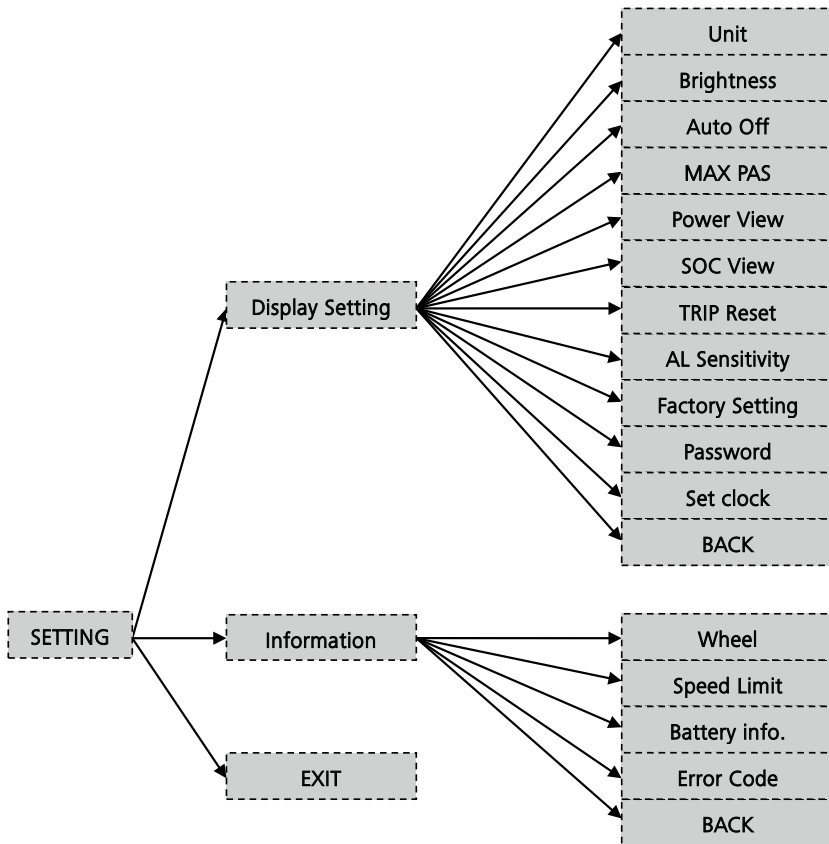 Unit
Brightness
Auto Off
MAX PAS
Power View
SOC View
Display Setting
TRIP Reset
AL Sensitivity
Factory Setting
Password
Set clock
BACK
SETTING
Information
Wheel
Speed Limit
Battery info.
EXIT
Error Code
BACK